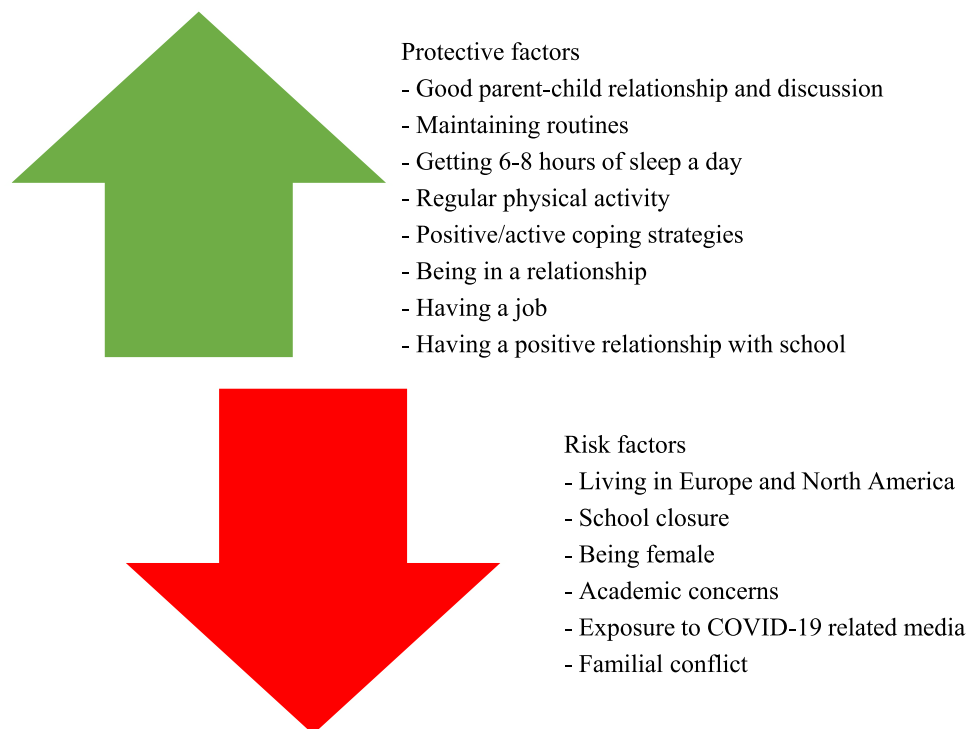 Protective factors
- Good parent-child relationship and discussion
- Maintaining routines
- Getting 6-8 hours of sleep a day
- Regular physical activity
- Positive/active coping strategies
- Being in a relationship
- Having a job
- Having a positive relationship with school
Risk factors
- Living in Europe and North America
- School closure
- Being female
- Academic concerns
- Exposure to COVID-19 related media
- Familial conflict